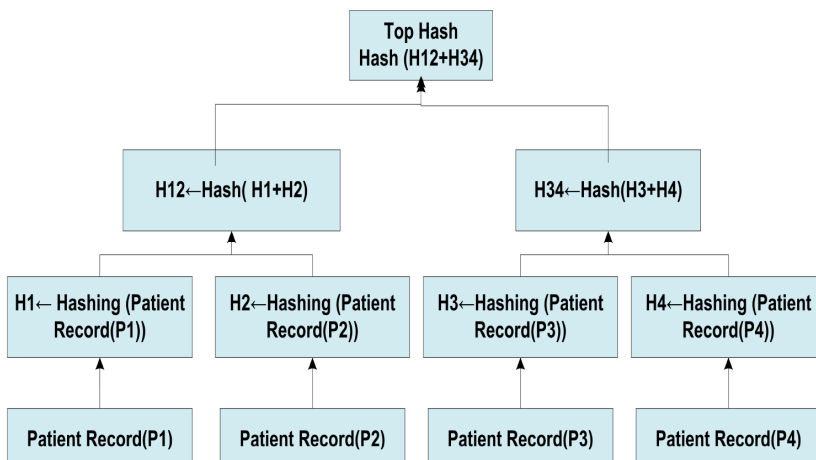 Top Hash
Hash (H12+H34)
H12←Hash( H1+H2)
H34←Hash(H3+H4)
H1← Hashing (Patient
Record(P1))
H2←Hashing (Patient
Record(P2))
H3←Hashing (Patient
Record(P3))
H4←Hashing (Patient
Record(P4))
Patient Record(P1)
Patient Record(P2)
Patient Record(P3)
Patient Record(P4)